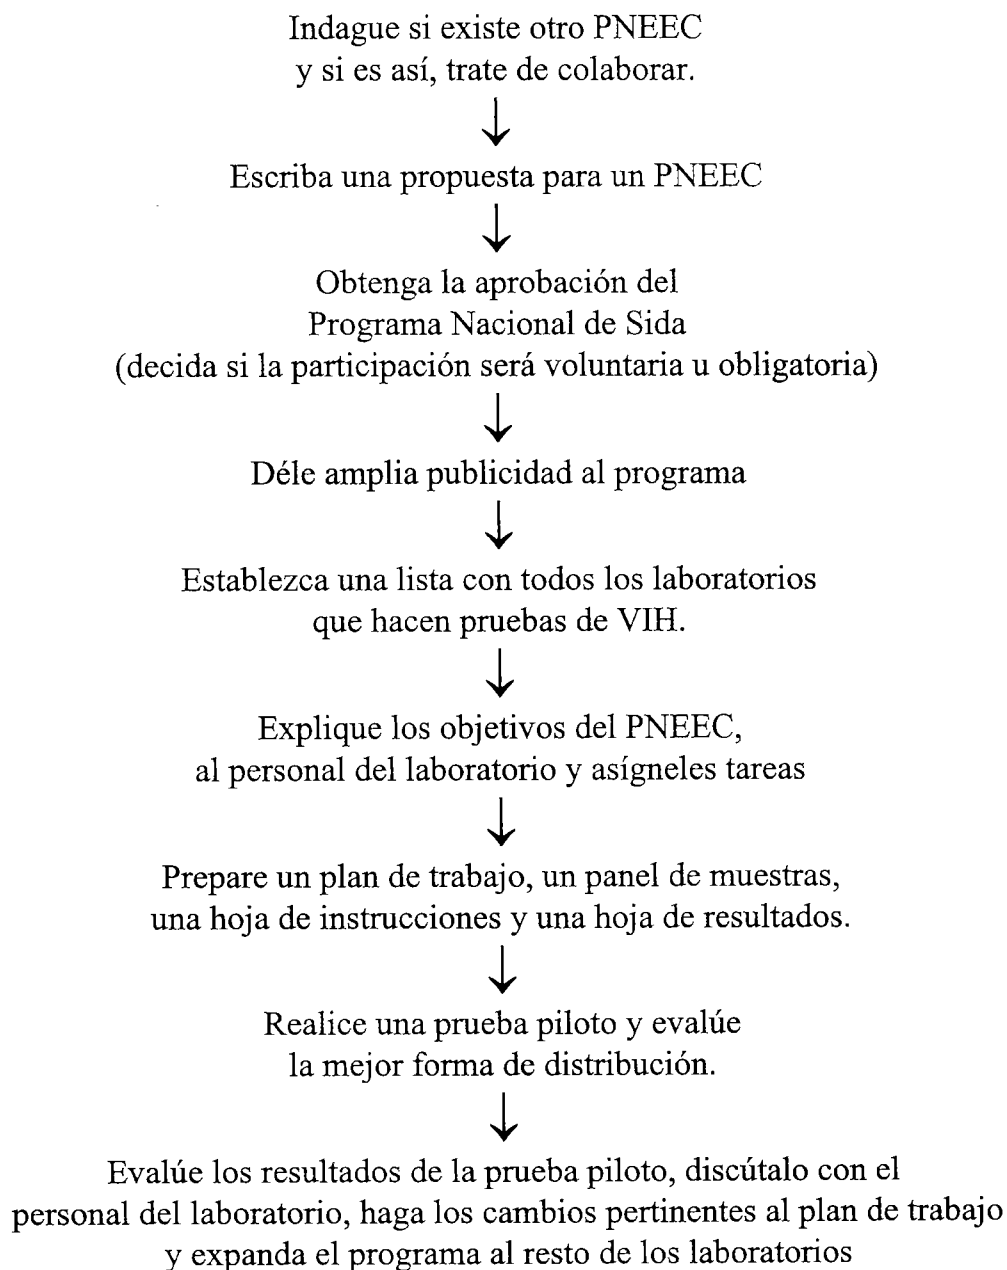 Indague si existe otro PNEEC
y si es así, trate de colaborar.
Escriba una propuesta para un PNEEC
Obtenga la aprobación del
Programa Nacional de Sida
(decida si la participación será voluntaria u obligatoria)
Déle amplia publicidad al programa
Establezca una lista con todos los laboratorios
que hacen pruebas de VIH.
Explique los objetivos del PNEEC,
al personal del laboratorio y asígneles tareas
Prepare un plan de trabajo, un panel de muestras,
una hoja de instrucciones y una hoja de resultados.
Realice una prueba piloto y evalúe
la mejor forma de distribución.
Evalúe los resultados de la prueba piloto, discútalo con el
personal del laboratorio, haga los cambios pertinentes al plan de trabajo
y expanda el programa al resto de los laboratorios